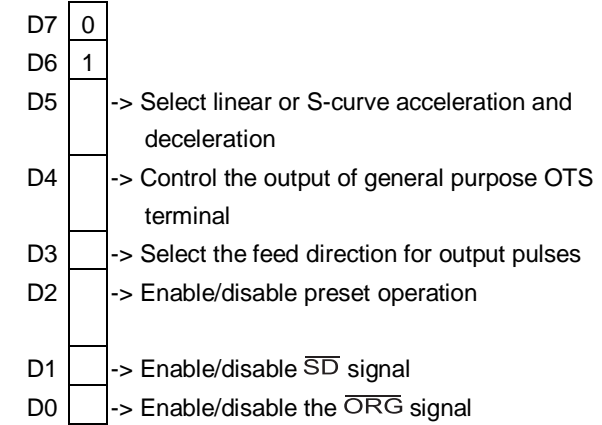 D7 0
D6 1
D5 -> Select linear or S-curve acceleration and
deceleration
D4 -> Control the output of general purpose OTS
terminal
D3 -> Select the feed direction for output pulses
D2 -> Enable/disable preset operation
D1 -> Enable/disable S̅D̅ signal
D0 -> Enable/disable the O̅R̅G̅ signal